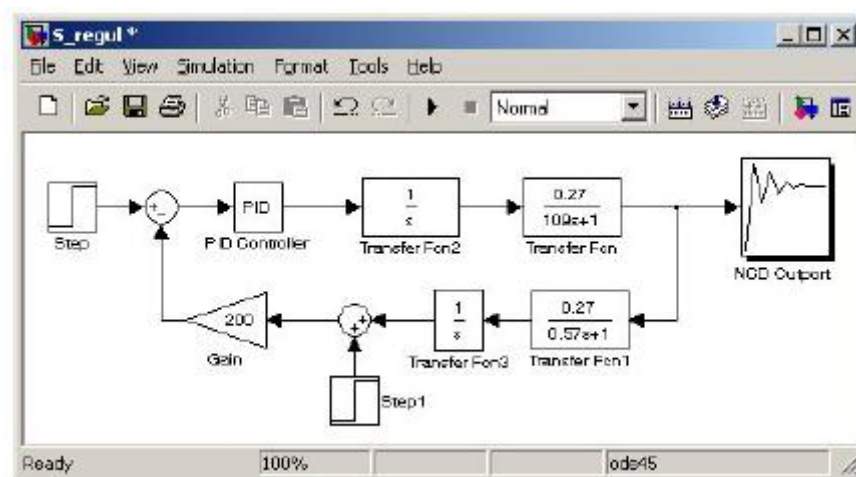 S_regul *
File Edit View Simulation Format Tools Help
Normal
Step
+
-
PID
PID Controller
1
s
Transfer Fcn2
0.27
109s+1
Transfer Fcn
NCD Outport
200
Gain
+
+
Step1
1
s
Transfer Fcn3
0.27
0.57s+1
Transfer Fcn1
Ready 100% ode45